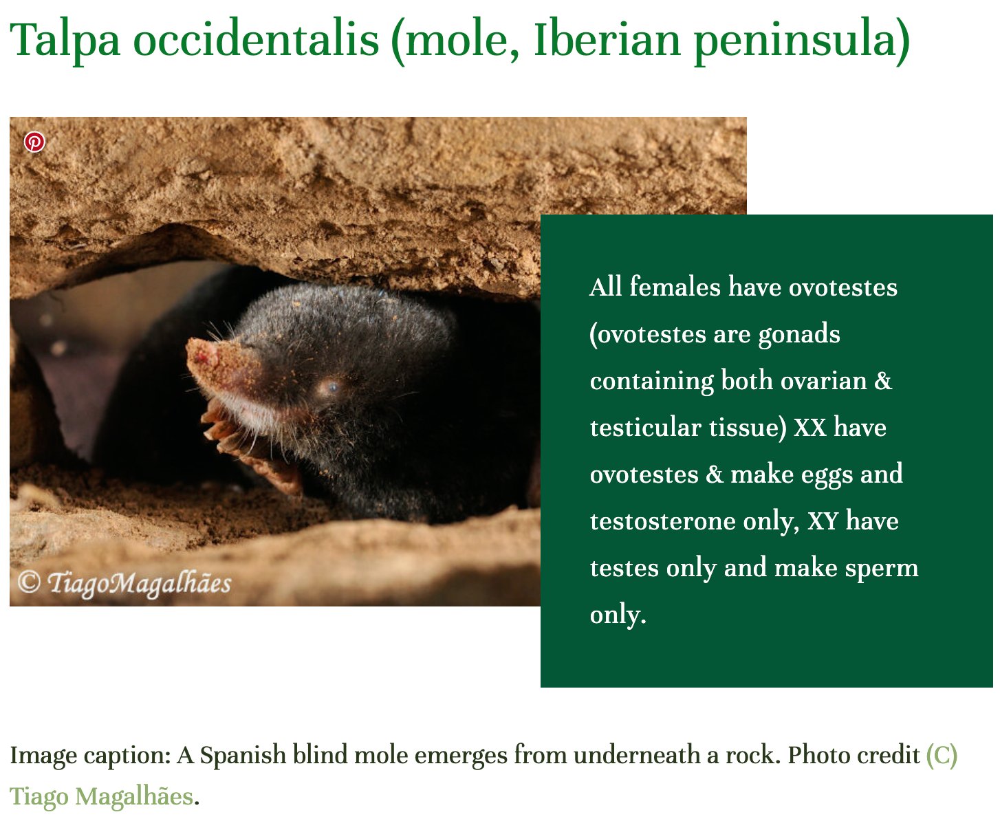 Talpa occidentalis (mole, Iberian peninsula)
All females have ovotestes
(ovotestes are gonads
containing both ovarian &
testicular tissue) XX have
ovotestes & make eggs and
testosterone only, XY have
testes only and make sperm
only.
© TiagoMagalhães
Image caption: A Spanish blind mole emerges from underneath a rock. Photo credit (C)
Tiago Magalhães.